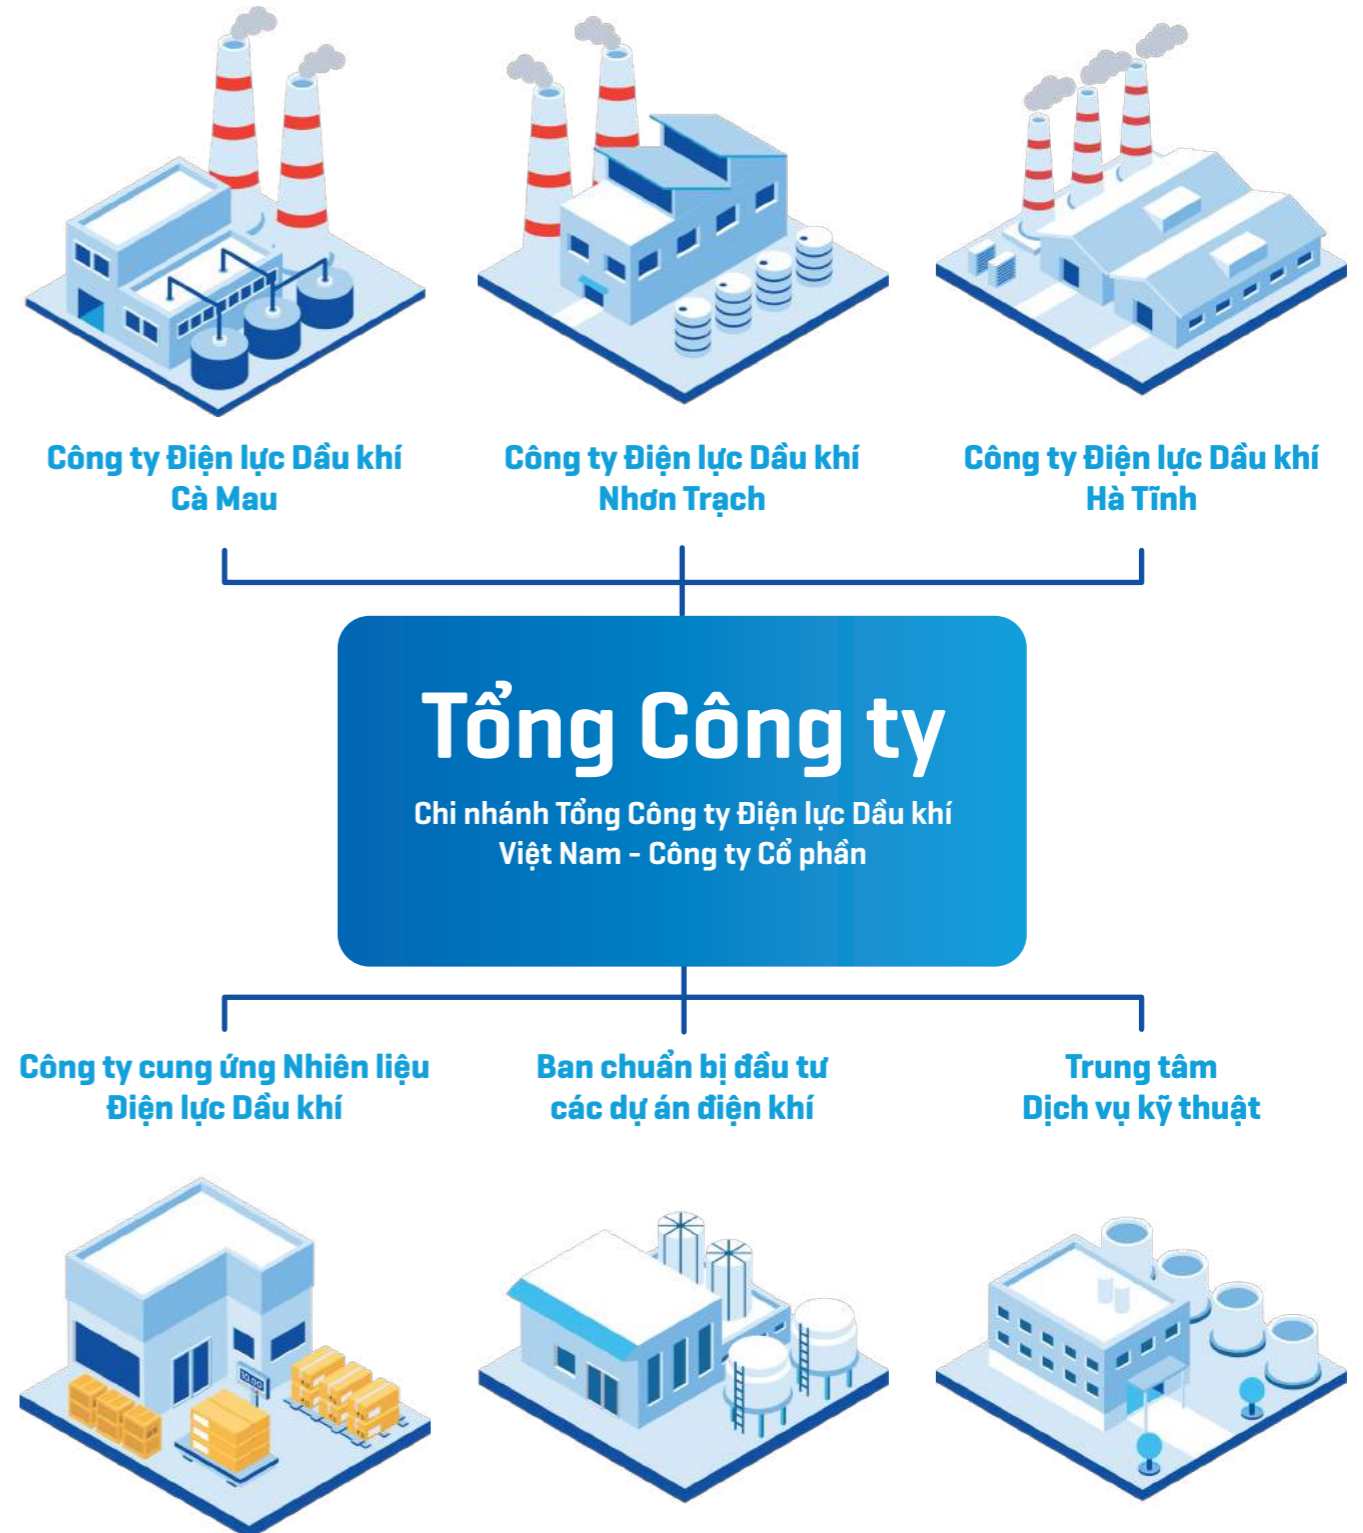 Công ty Điện lực Dầu khí
Cà Mau
Công ty Điện lực Dầu khí
Nhơn Trạch
Công ty Điện lực Dầu khí
Hà Tĩnh
Tổng Công ty
Chi nhánh Tổng Công ty Điện lực Dầu khí
Việt Nam - Công ty Cổ phần
Công ty cung ứng Nhiên liệu
Điện lực Dầu khí
Ban chuẩn bị đầu tư
các dự án điện khí
Trung tâm
Dịch vụ kỹ thuật
10.00